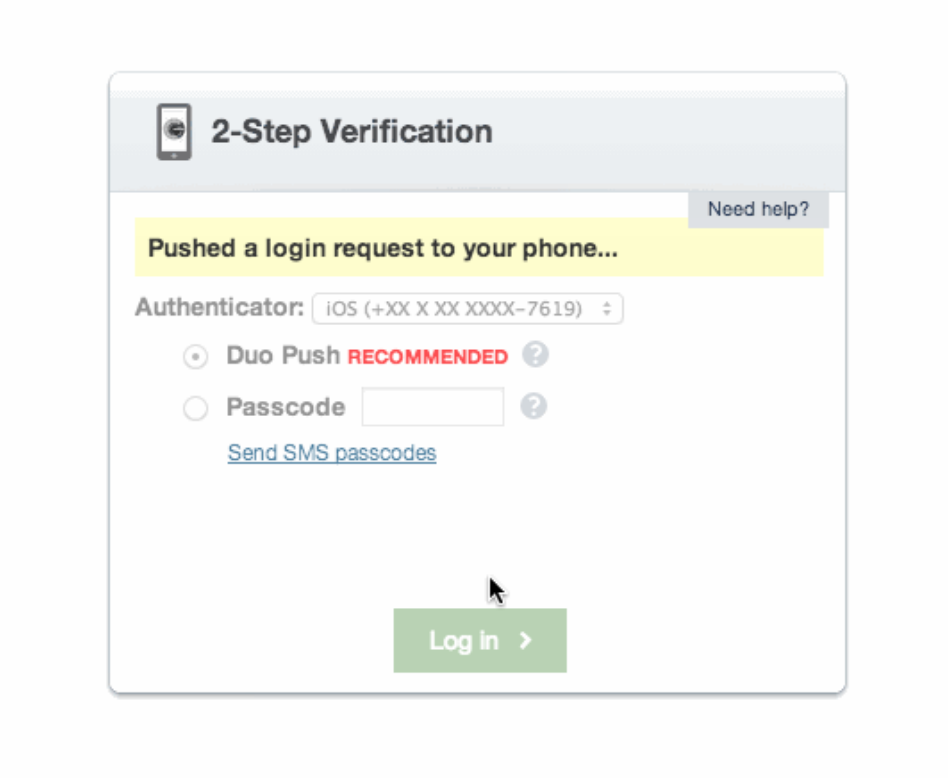 2-Step Verification
Need help?
Pushed a login request to your phone...
Authenticator: iOS (+XX X XX XXXX-7619)
Duo Push RECOMMENDED ?
Passcode ?
Send SMS passcodes
Log in